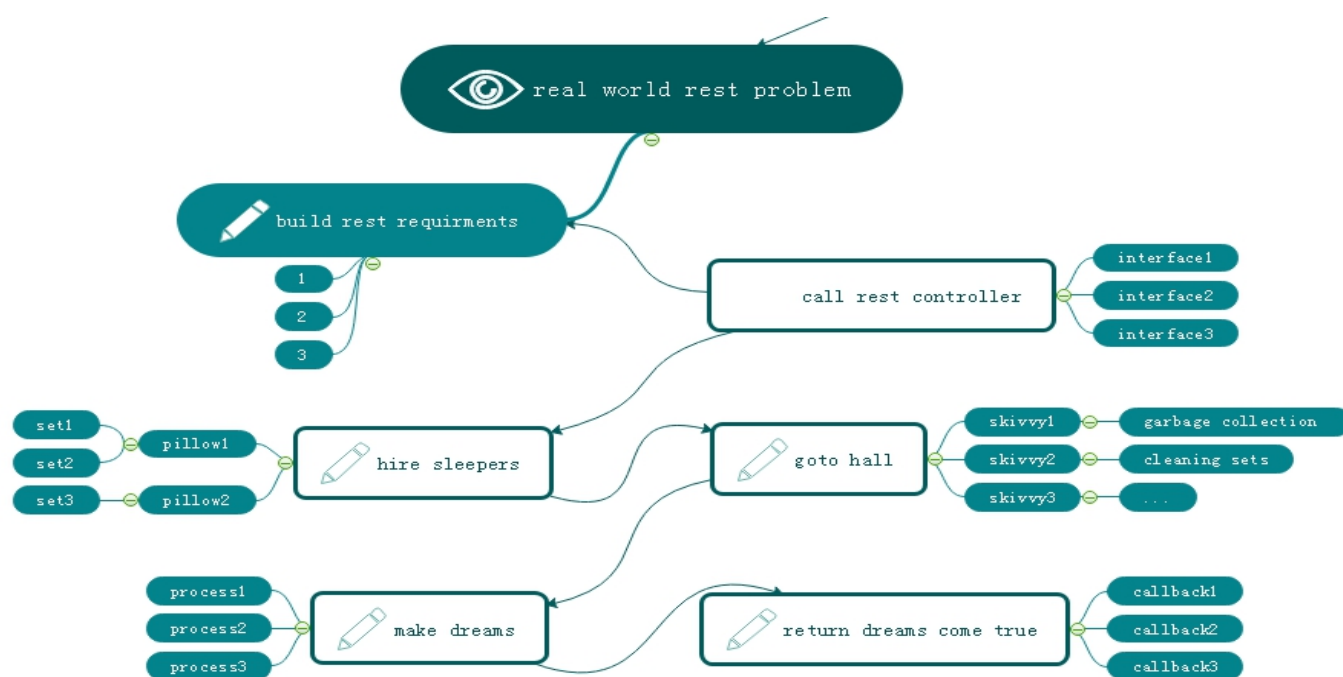 real world rest problem
build rest requirments
1
2
3
call rest controller
interface1
interface2
interface3
set1
set2
set3
pillow1
pillow2
hire sleepers
goto hall
skivvy1
garbage collection
skivvy2
cleaning sets
skivvy3
...
process1
process2
process3
make dreams
return dreams come true
callback1
callback2
callback3